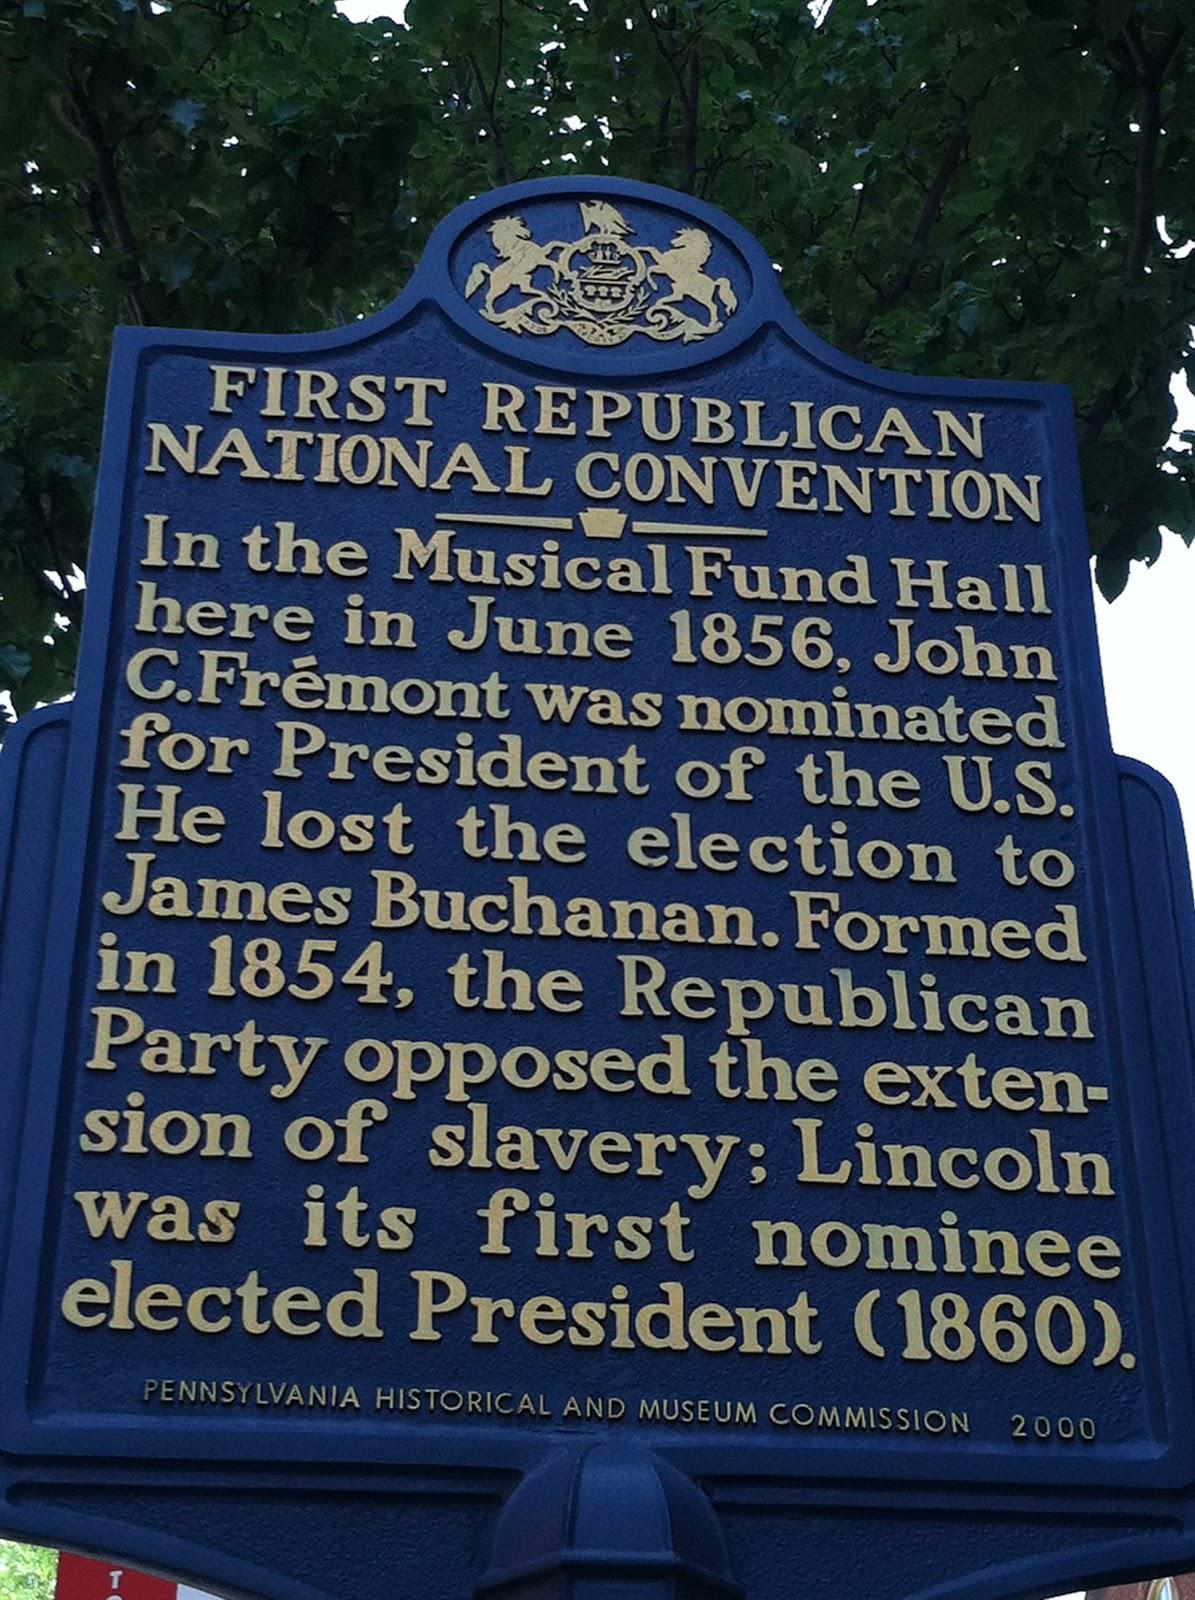 FIRST REPUBLICAN
NATIONAL CONVENTION
In the Musical Fund Hall
here in June 1856, John
C. Frémont was nominated
for President of the U.S.
He lost the election to
James Buchanan. Formed
in 1854, the Republican
Party opposed the exten-
sion of slavery; Lincoln
was its first nominee
elected President (1860).
PENNSYLVANIA HISTORICAL AND MUSEUM COMMISSION 2000